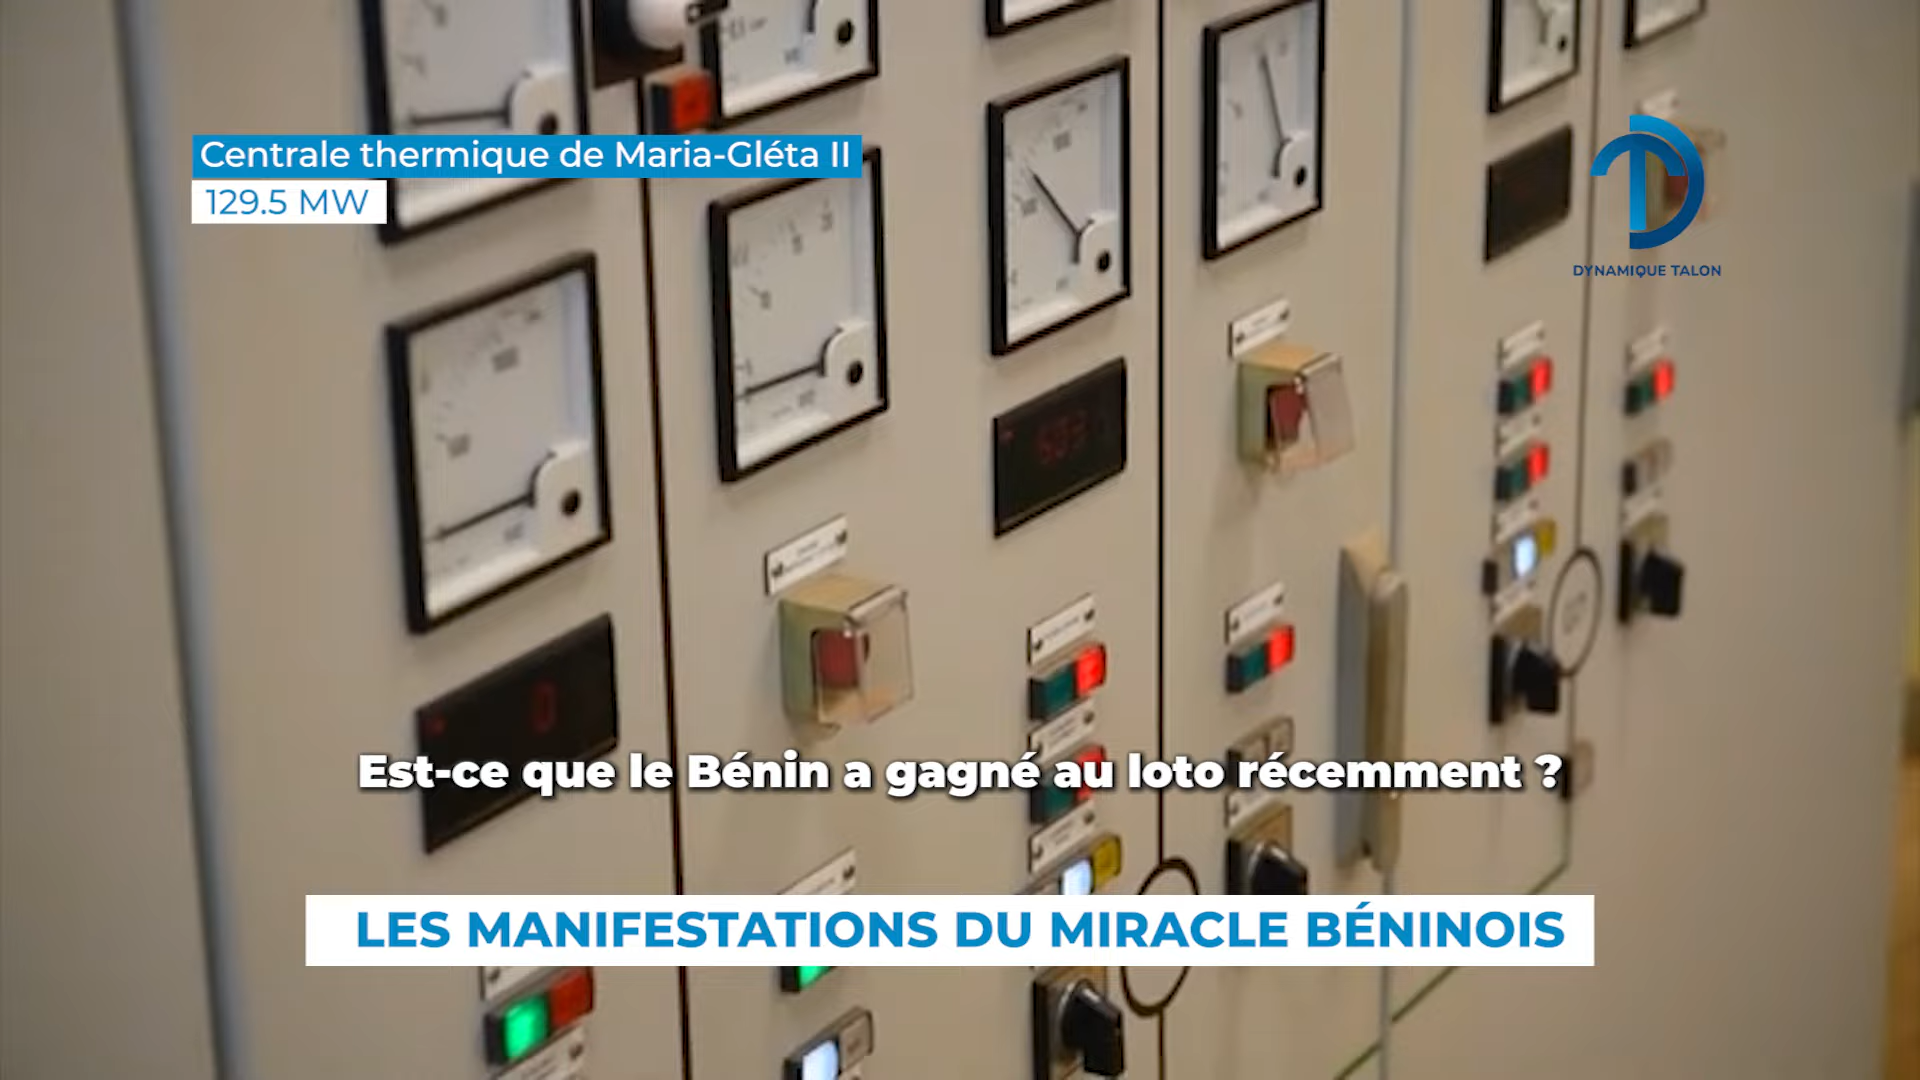 Centrale thermique de Maria-Gléta II
129.5 MW
DYNAMIQUE TALON
Est-ce que le Bénin a gagné au loto récemment ?
LES MANIFESTATIONS DU MIRACLE BÉNINOIS